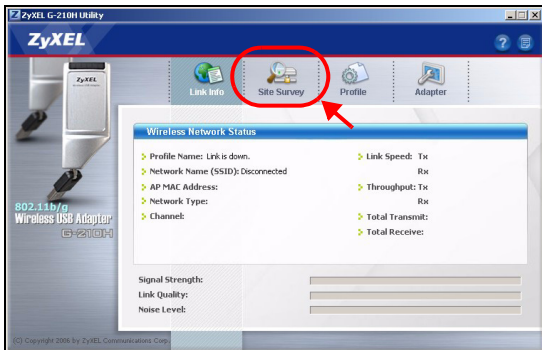 ZyXEL G-210H Utility
ZyXEL
Link Info
Site Survey
Profile
Adapter
ZyXEL
Wireless Network Status
Profile Name: Link is down.
Link Speed: Tx
Network Name (SSID): Disconnected
Rx
AP MAC Address:
Throughput: Tx
Network Type:
Rx
Channel:
Total Transmit:
Total Receive:
802.11b/g
Wireless USB Adapter
G-210H
Signal Strength:
Link Quality:
Noise Level:
(C) Copyright 2006 by ZyXEL Communications Corp.